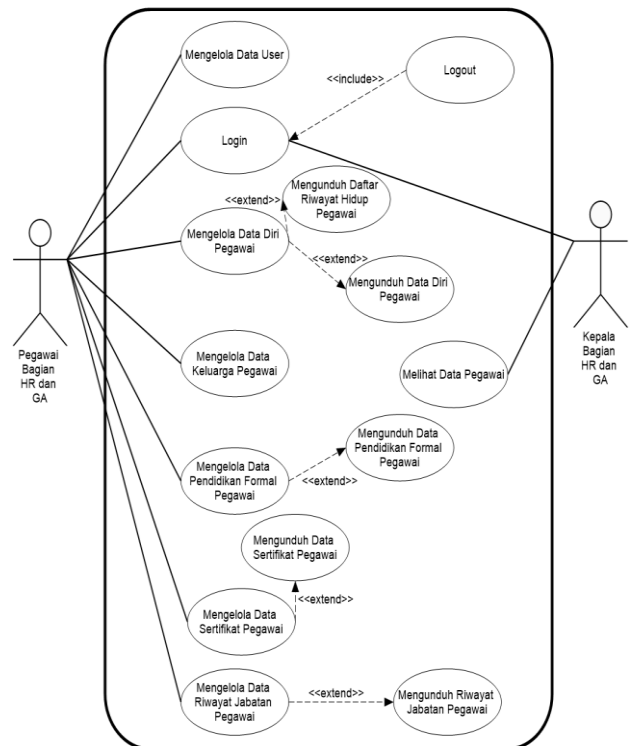 Mengelola Data User
<<include>>
Logout
Login
Mengunduh Daftar
Riwayat Hidup
Pegawai
<<extend>>
Mengelola Data Diri
Pegawai
<<extend>>
Mengunduh Data Diri
Pegawai
Pegawai
Bagian
HR dan
GA
Kepala
Bagian
HR dan
GA
Mengelola Data
Keluarga Pegawai
Melihat Data Pegawai
Mengelola Data
Pendidikan Formal
Pegawai
<<extend>>
Mengunduh Data
Pendidikan Formal
Pegawai
Mengunduh Data
Sertifikat Pegawai
<<extend>>
Mengelola Data
Sertifikat Pegawai
Mengelola Data
Riwayat Jabatan
Pegawai
<<extend>>
Mengunduh Riwayat
Jabatan Pegawai